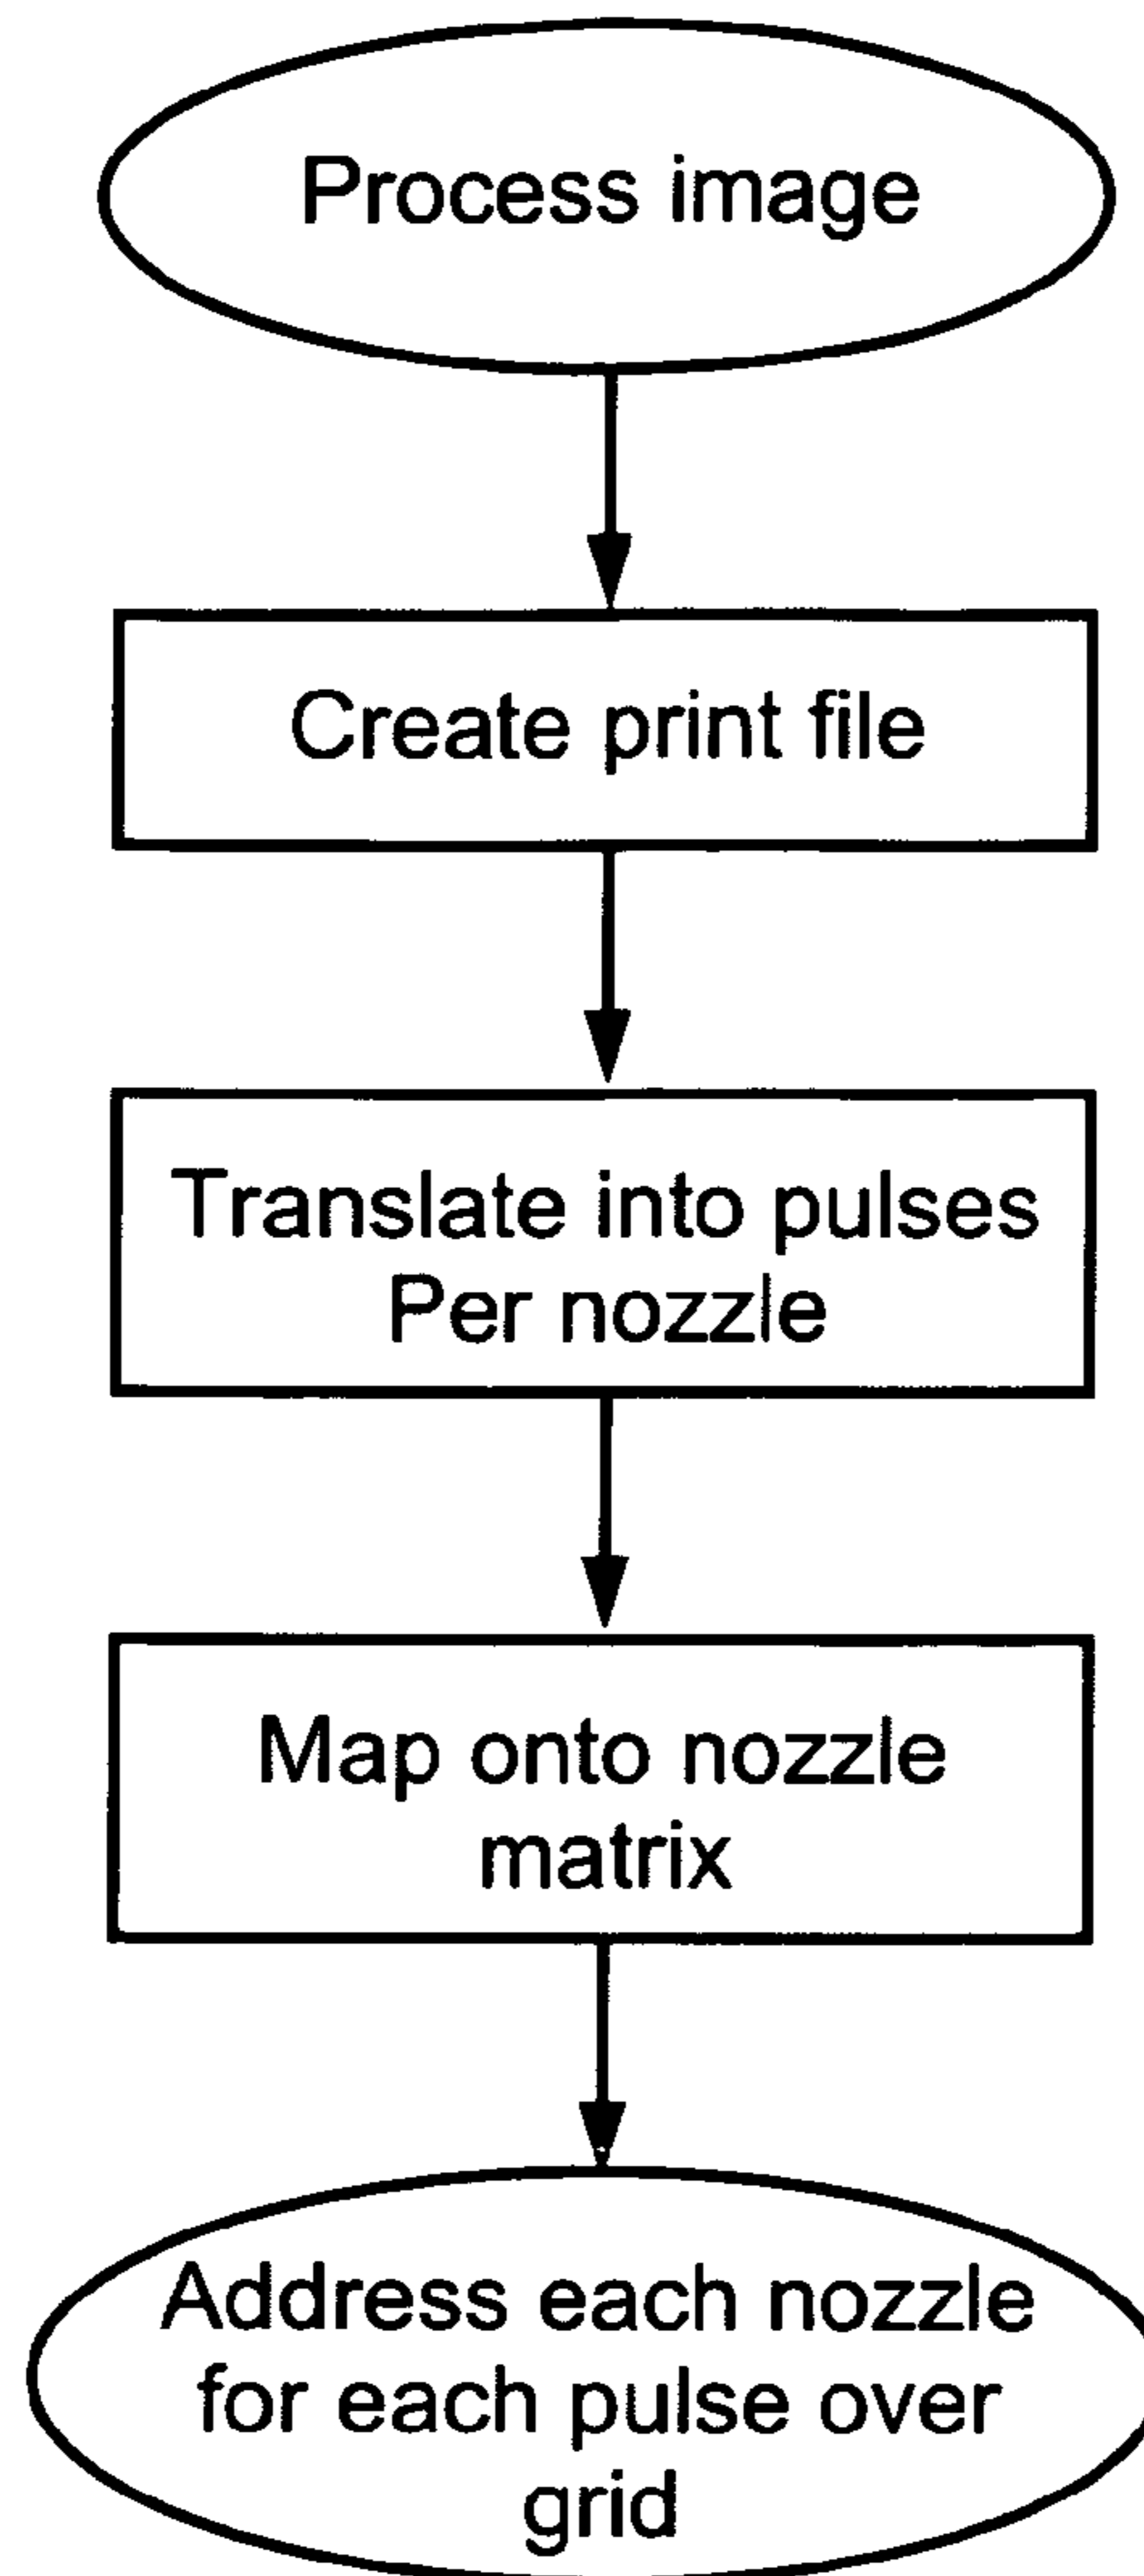 Process image
Create print file
Translate into pulses
Per nozzle
Map onto nozzle
matrix
Address each nozzle
for each pulse over
grid